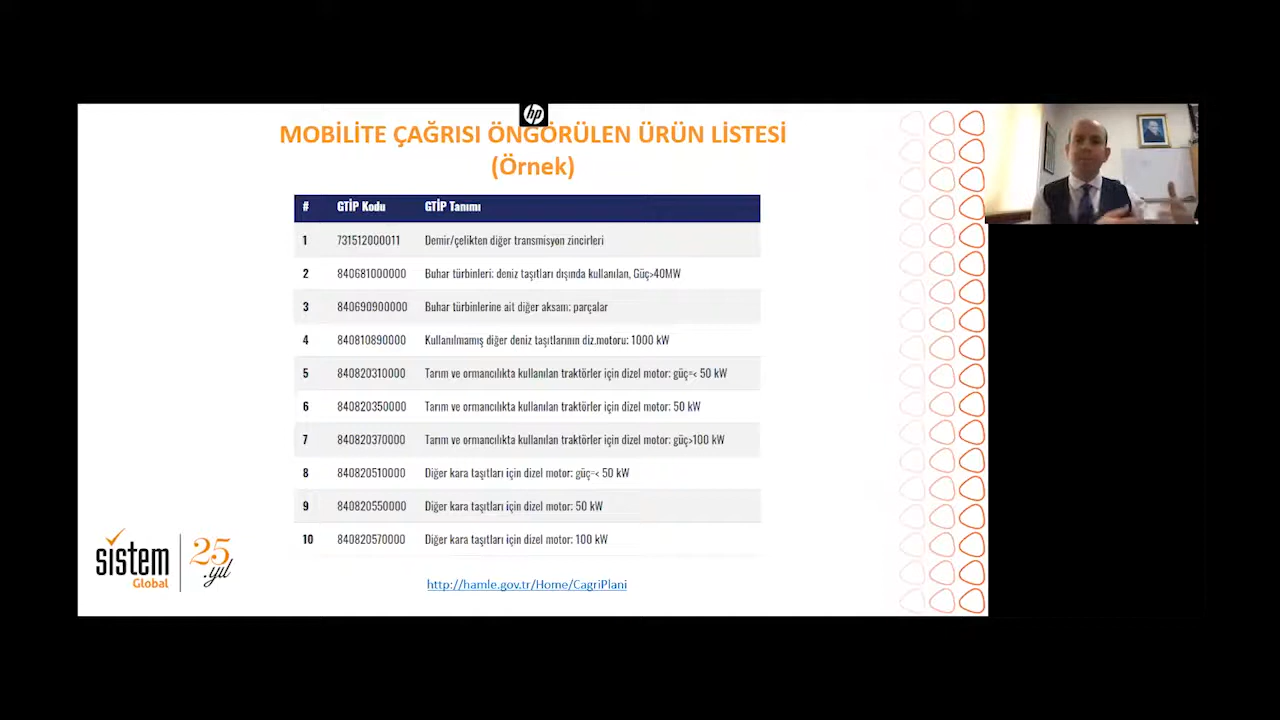 hp
MOBİLİTE ÇAĞRISI ÖNGÖRÜLEN ÜRÜN LİSTESİ
(Örnek)
# GTİP Kodu GTİP Tanımı
1 731512000011 Demir/çelikten diğer transmisyon zincirleri
2 840681000000 Buhar türbinleri; deniz taşıtları dışında kullanılan, Güç>40MW
3 840690900000 Buhar türbinlerine ait diğer aksam; parçalar
4 840810890000 Kullanılmamış diğer deniz taşıtlarının diz.motoru; 1000 kW
5 840820310000 Tarım ve ormancılıkta kullanılan traktörler için dizel motor; güç=< 50 kW
6 840820350000 Tarım ve ormancılıkta kullanılan traktörler için dizel motor; 50 kW
7 840820370000 Tarım ve ormancılıkta kullanılan traktörler için dizel motor; güç>100 kW
8 840820510000 Diğer kara taşıtları için dizel motor; güç=< 50 kW
9 840820550000 Diğer kara taşıtları için dizel motor; 50 kW
10 840820570000 Diğer kara taşıtları için dizel motor; 100 kW
sistem
Global
25
.yıl
http://hamle.gov.tr/Home/CagriPlani